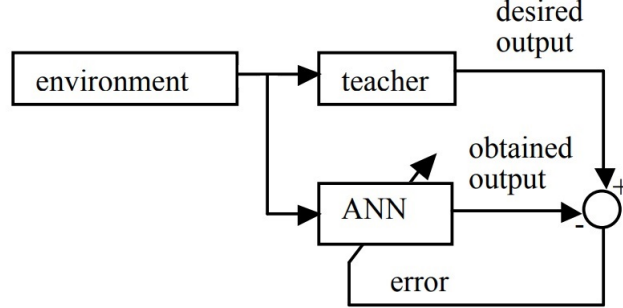 desired
output
environment
teacher
obtained
output
+
ANN
-
error